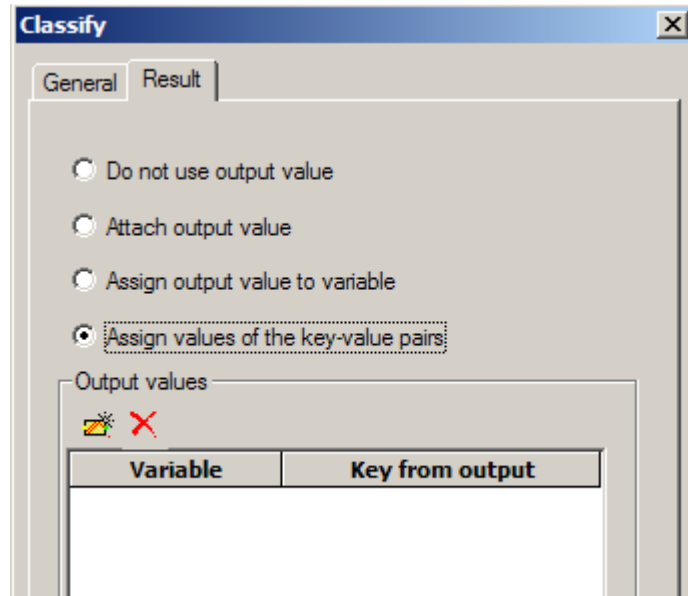 Classify
General Result
Do not use output value
Attach output value
Assign output value to variable
Assign values of the key-value pairs
Output values
Variable Key from output